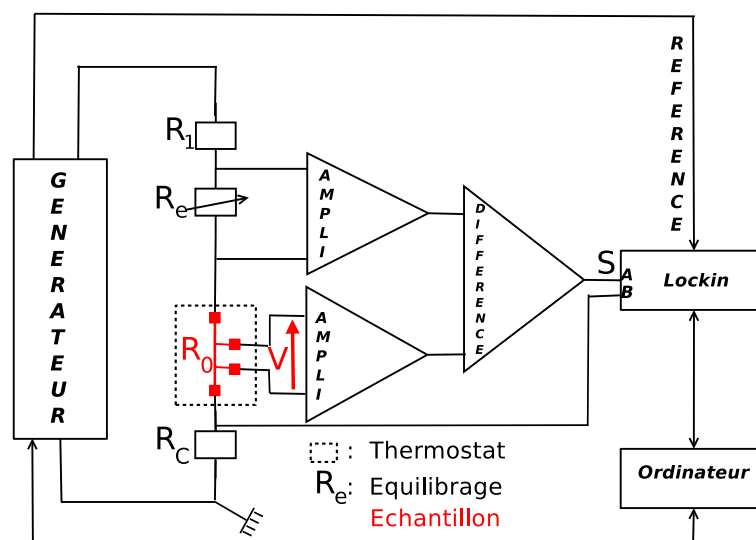 REFERENCE
GENERATEUR
R1
Re
AMPLI
DIFFERENCE
S
A
B
Lockin
R0
V
AMPLI
RC
: Thermostat
Re: Equilibrage
Echantillon
Ordinateur